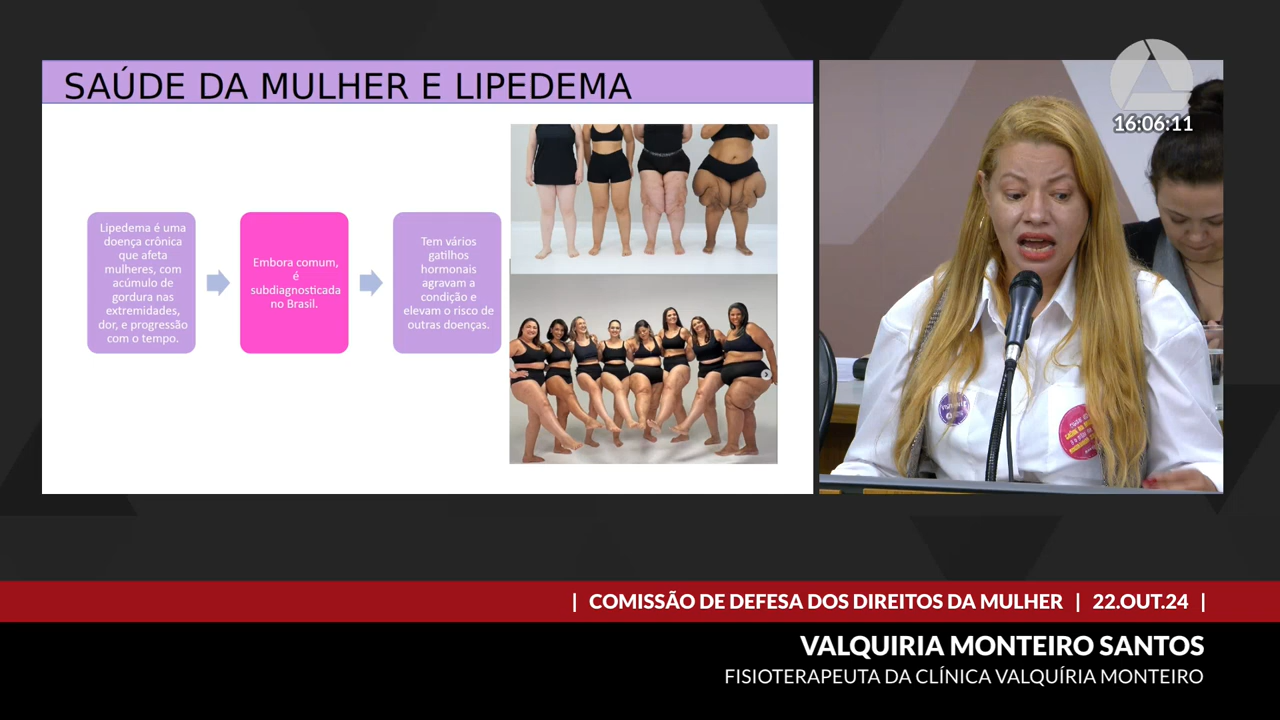 SAÚDE DA MULHER E LIPEDEMA
16:06:11
Lipedema é uma
doença crônica
que afeta
mulheres, com
acúmulo de
gordura nas
extremidades,
dor, e progressão
com o tempo.
Embora comum,
é
subdiagnosticada
no Brasil.
Tem vários
gatilhos
hormonais
agravam a
condição e
elevam o risco de
outras doenças.
| COMISSÃO DE DEFESA DOS DIREITOS DA MULHER | 22.OUT.24 |
VALQUIRIA MONTEIRO SANTOS
FISIOTERAPEUTA DA CLÍNICA VALQUÍRIA MONTEIRO